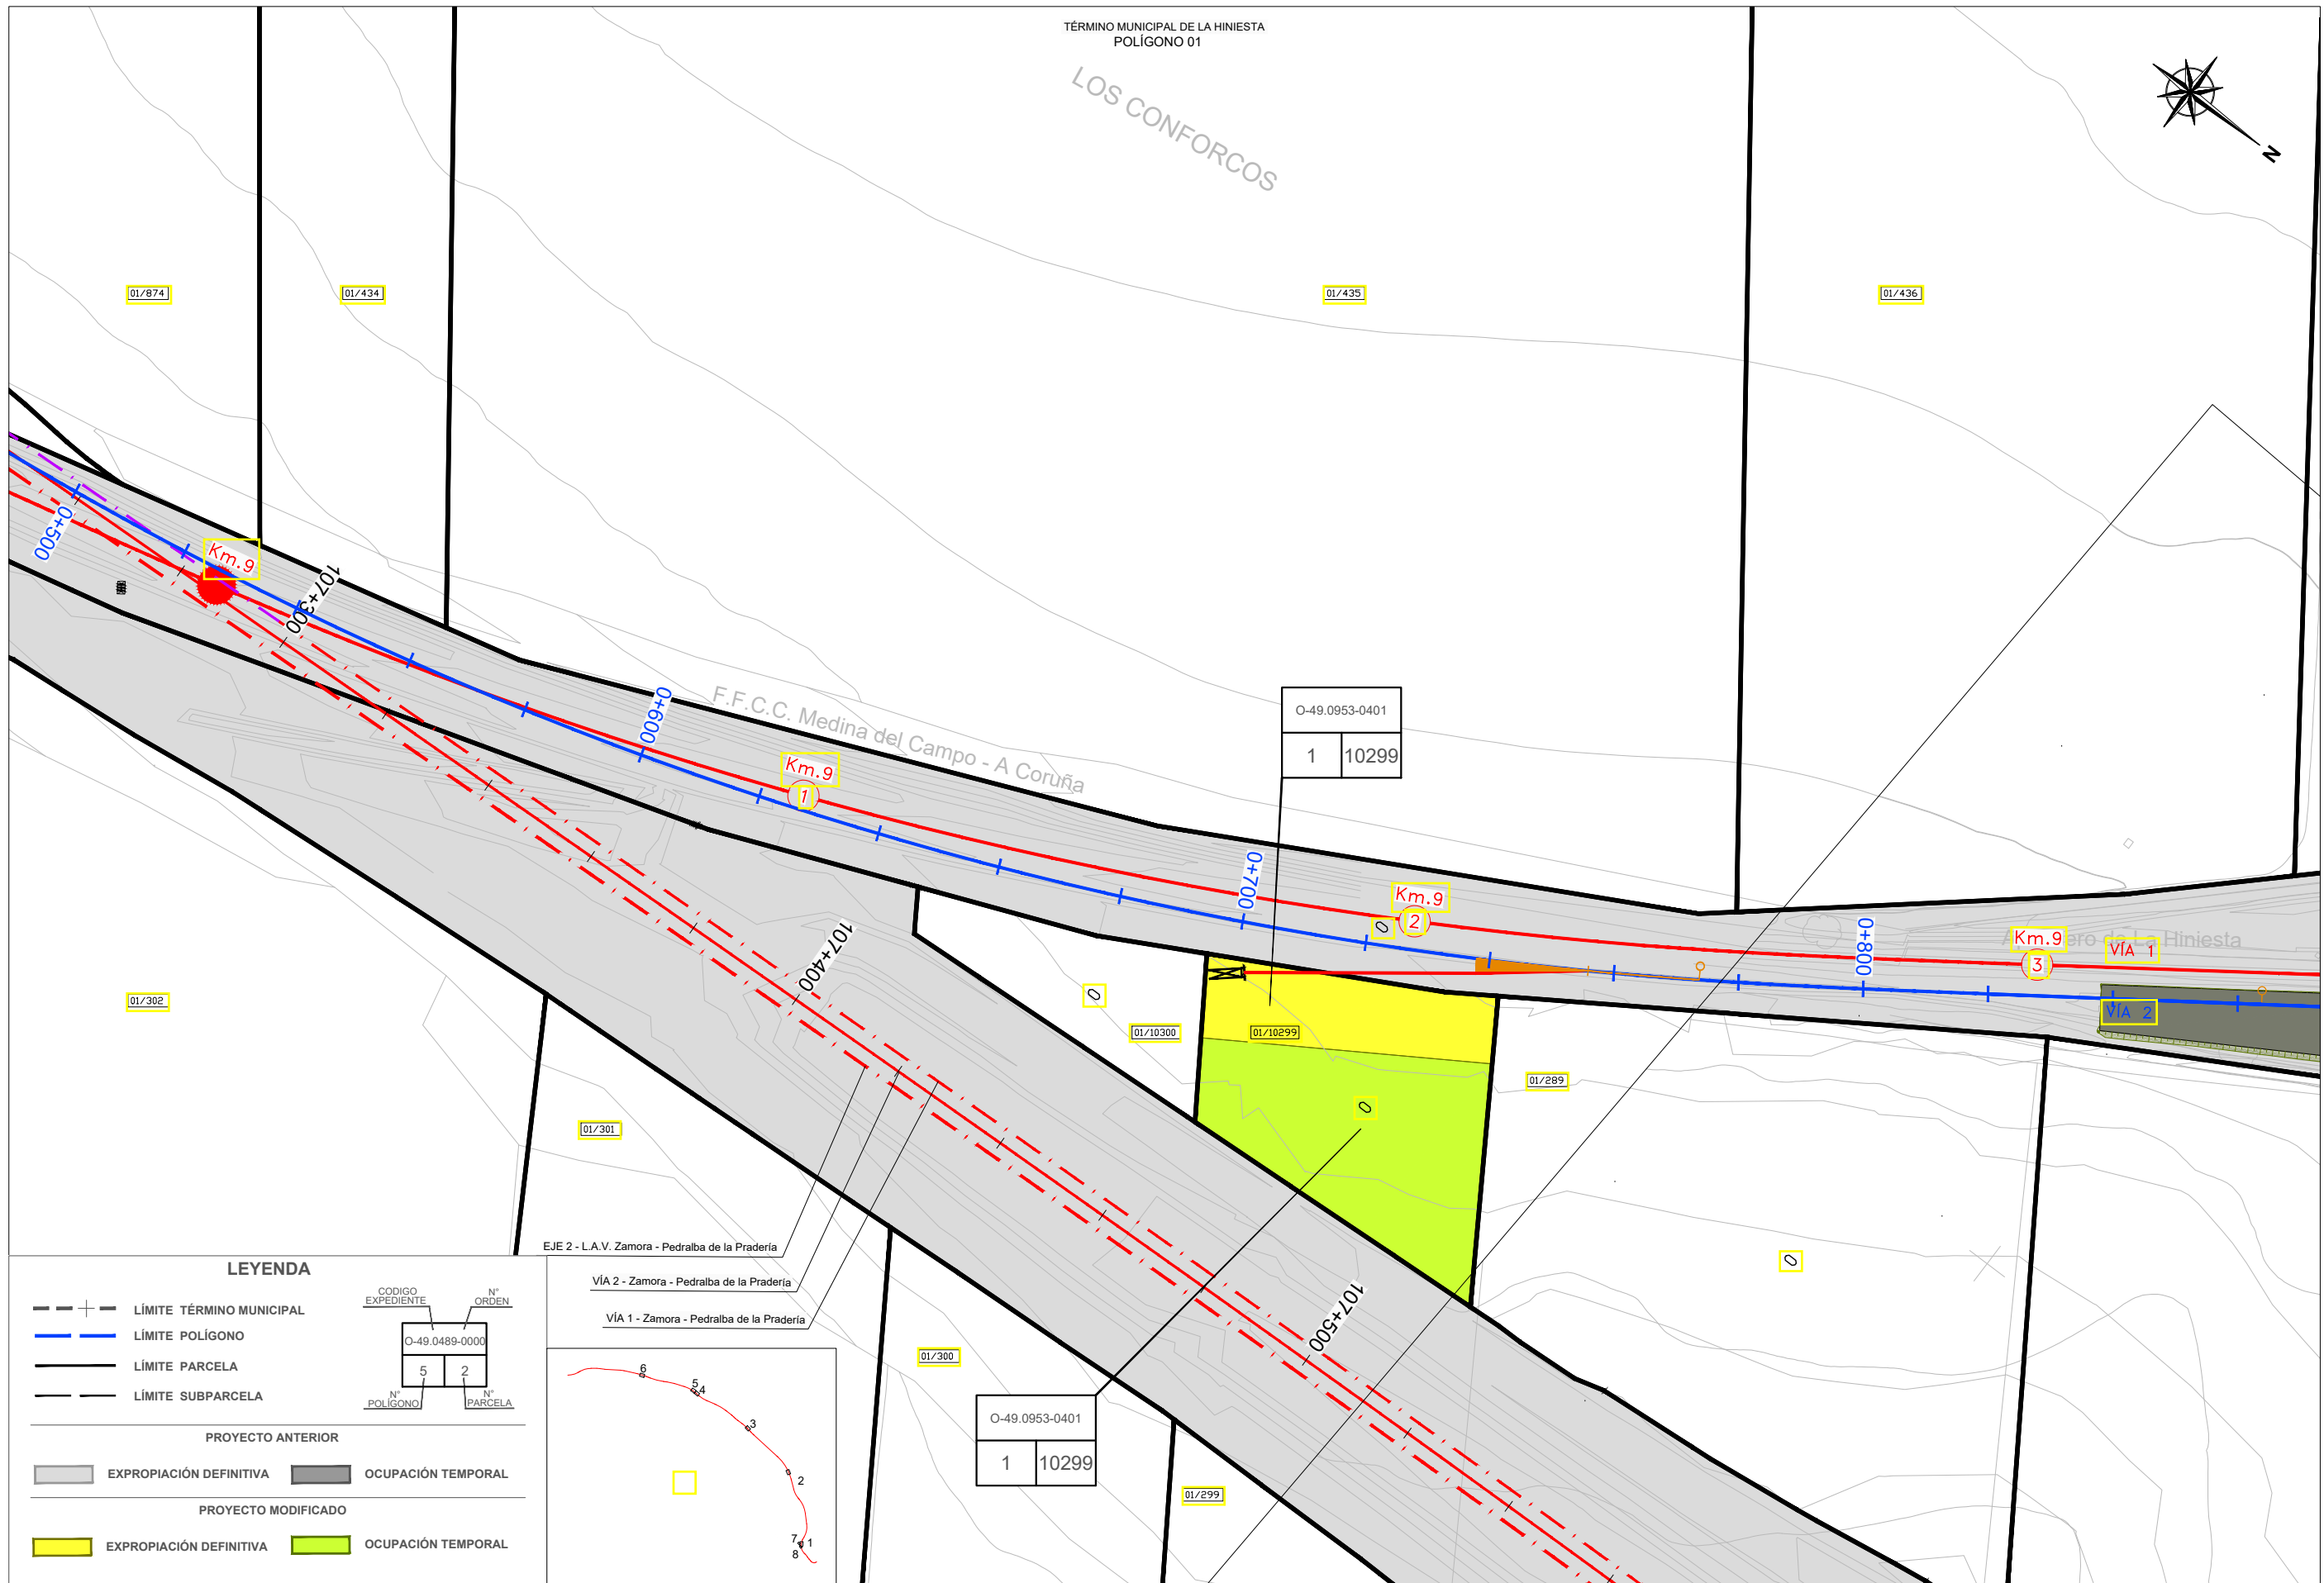 TÉRMINO MUNICIPAL DE LA HINIESTA
POLÍGONO 01
LOS CONFORCOS
N
01/874
01/434
01/435
01/436
0+500
Km.9
107+300
0+600
F.F.C.C. Medina del Campo - A Coruña
Km.9
1
O-49.0953-0401
1
10299
0+700
Km.9
2
0
0+800
Km.9
3
VÍA 1
VÍA 2
de La Hiniesta
107+400
01/302
0
01/10300
01/10299
01/289
0
01/301
0
EJE 2 - L.A.V. Zamora - Pedralba de la Pradería
VÍA 2 - Zamora - Pedralba de la Pradería
VÍA 1 - Zamora - Pedralba de la Pradería
107+500
01/300
O-49.0953-0401
1
10299
01/299
LEYENDA
LÍMITE TÉRMINO MUNICIPAL
LÍMITE POLÍGONO
LÍMITE PARCELA
LÍMITE SUBPARCELA
CODIGO
EXPEDIENTE
N°
ORDEN
O-49.0489-0000
5
2
N°
POLÍGONO
N°
PARCELA
PROYECTO ANTERIOR
EXPROPIACIÓN DEFINITIVA
OCUPACIÓN TEMPORAL
PROYECTO MODIFICADO
EXPROPIACIÓN DEFINITIVA
OCUPACIÓN TEMPORAL
6
5
4
3
2
7
1
8